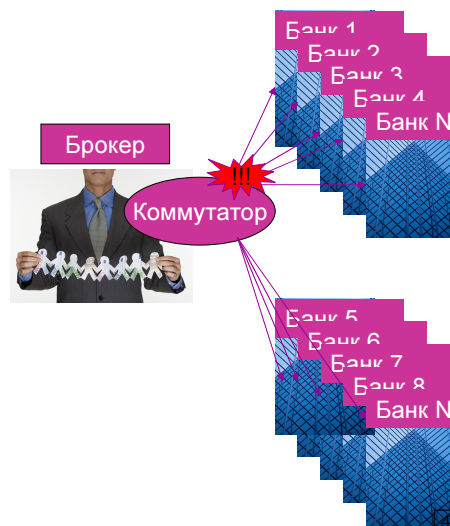 Банк 1
Банк 2
Банк 3
Банк 4
Банк N
Брокер
!!!
Коммутатор
Банк 5
Банк 6
Банк 7
Банк 8
Банк N